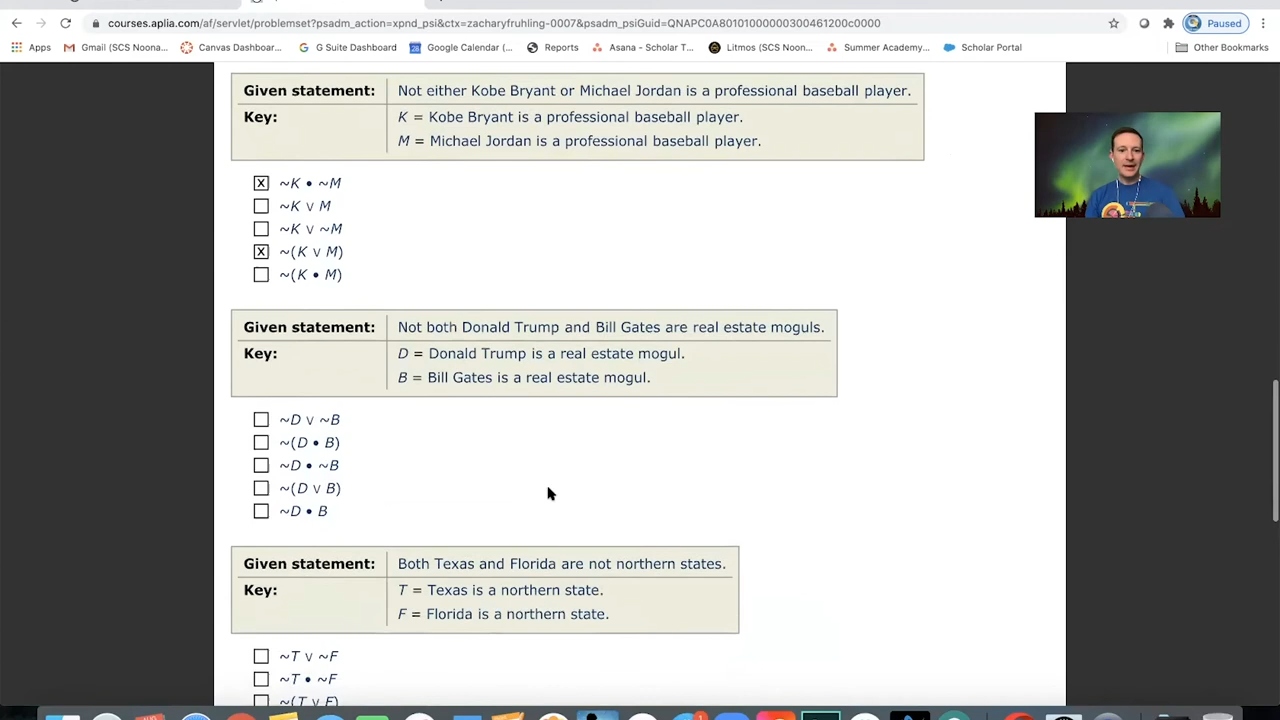 courses.aplia.com/af/servlet/problemset?psadm_action=xpnd_psi&ctx=zacharyfruhling-0007&psadm_psiGuid=QNAPC0A80101000000300461200c0000
Paused
Apps
Gmail (SCS Noona...
Canvas Dashboar...
G Suite Dashboard
Google Calendar (...
Reports
Asana - Scholar T...
Litmos (SCS Noon...
Summer Academy...
Scholar Portal
Other Bookmarks
Given statement: Not either Kobe Bryant or Michael Jordan is a professional baseball player.
Key: K = Kobe Bryant is a professional baseball player.
M = Michael Jordan is a professional baseball player.
X ~K • ~M
~K v M
~K v ~M
X ~(K v M)
~(K • M)
Given statement: Not both Donald Trump and Bill Gates are real estate moguls.
Key: D = Donald Trump is a real estate mogul.
B = Bill Gates is a real estate mogul.
~D v ~B
~(D • B)
~D • ~B
~(D v B)
~D • B
Given statement: Both Texas and Florida are not northern states.
Key: T = Texas is a northern state.
F = Florida is a northern state.
~T v ~F
~T • ~F
~(T v F)